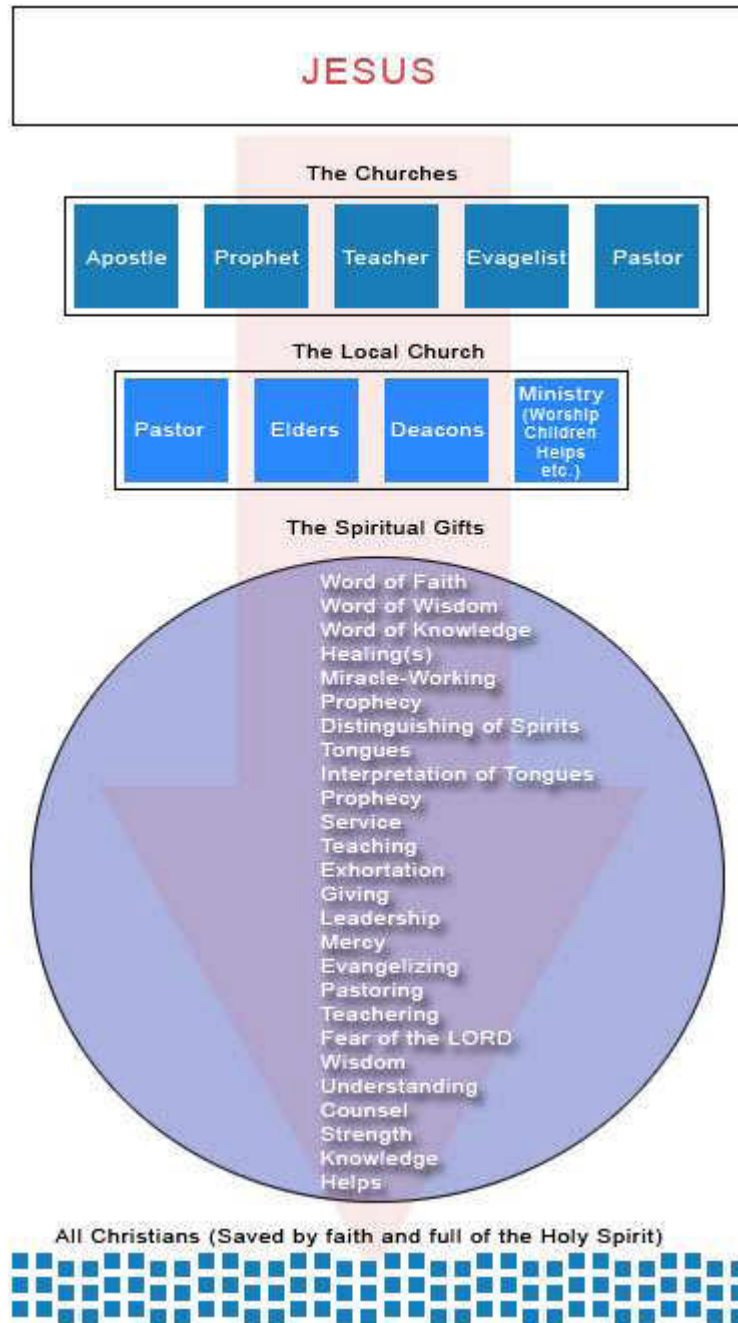 JESUS
The Churches
Apostle Prophet Teacher Evagelist Pastor
The Local Church
Pastor Elders Deacons Ministry
(Worship
Children
Helps
etc.)
The Spiritual Gifts
Word of Faith
Word of Wisdom
Word of Knowledge
Healing(s)
Miracle-Working
Prophecy
Distinguishing of Spirits
Tongues
Interpretation of Tongues
Prophecy
Service
Teaching
Exhortation
Giving
Leadership
Mercy
Evangelizing
Pastoring
Teachering
Fear of the LORD
Wisdom
Understanding
Counsel
Strength
Knowledge
Helps
All Christians (Saved by faith and full of the Holy Spirit)